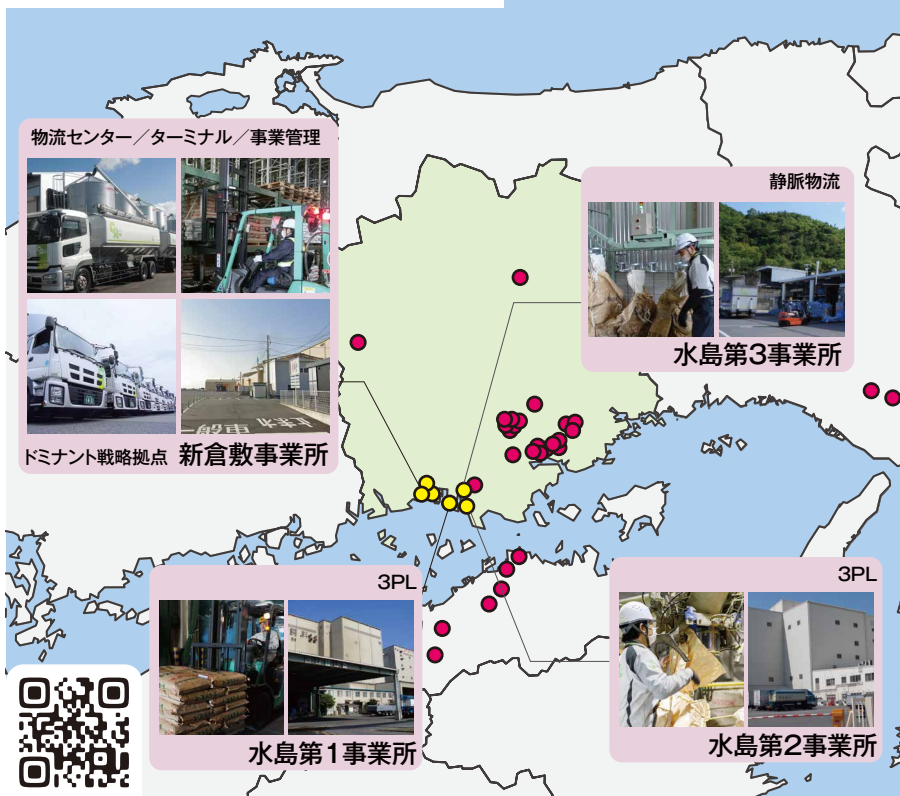 物流センター／ターミナル／事業管理
ドミナント戦略拠点 新倉敷事業所
静脈物流
水島第3事業所
3PL
水島第1事業所
3PL
水島第2事業所